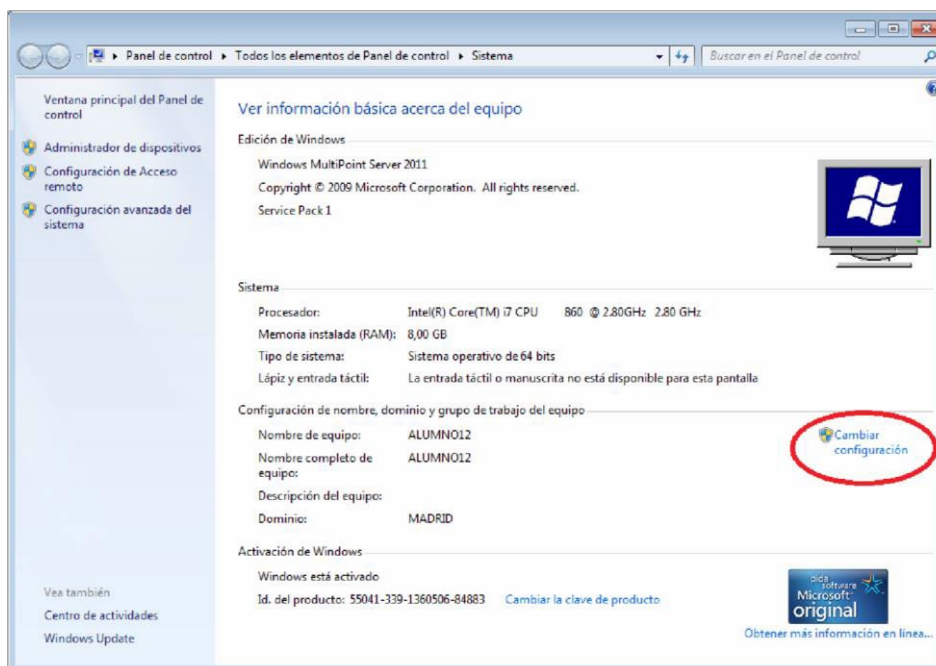 Panel de control ▸ Todos los elementos de Panel de control ▸ Sistema
Buscar en el Panel de control
Ventana principal del Panel de
control
Administrador de dispositivos
Configuración de Acceso
remoto
Configuración avanzada del
sistema
Vea también
Centro de actividades
Windows Update
Ver información básica acerca del equipo
Edición de Windows
Windows MultiPoint Server 2011
Copyright © 2009 Microsoft Corporation. All rights reserved.
Service Pack 1
Sistema
Procesador: Intel(R) Core(TM) i7 CPU 860 @ 2.80GHz 2.80 GHz
Memoria instalada (RAM): 8,00 GB
Tipo de sistema: Sistema operativo de 64 bits
Lápiz y entrada táctil: La entrada táctil o manuscrita no está disponible para esta pantalla
Configuración de nombre, dominio y grupo de trabajo del equipo
Nombre de equipo: ALUMNO12
Cambiar
configuración
Nombre completo de
equipo: ALUMNO12
Descripción del equipo:
Dominio: MADRID
Activación de Windows
Windows está activado
Id. del producto: 55041-339-1360506-84883 Cambiar la clave de producto
pida
software
Microsoft
original
Obtener más información en línea...